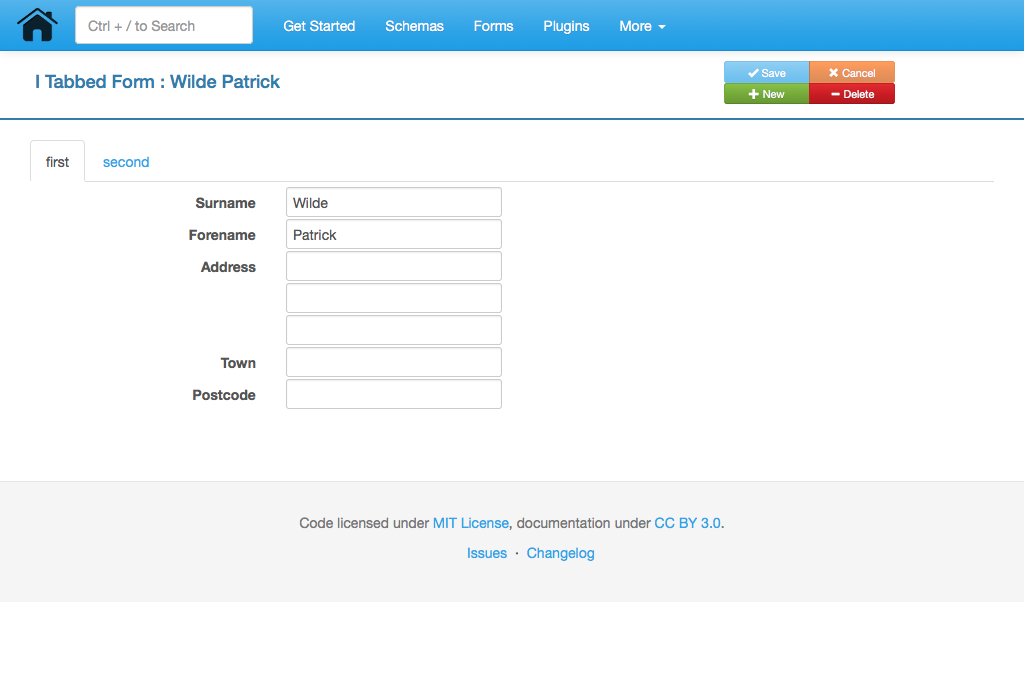 Ctrl + / to Search Get Started Schemas Forms Plugins More
I Tabbed Form : Wilde Patrick
Save Cancel
New Delete
first second
Surname Wilde
Forename Patrick
Address
Town
Postcode
Code licensed under MIT License, documentation under CC BY 3.0.
Issues · Changelog